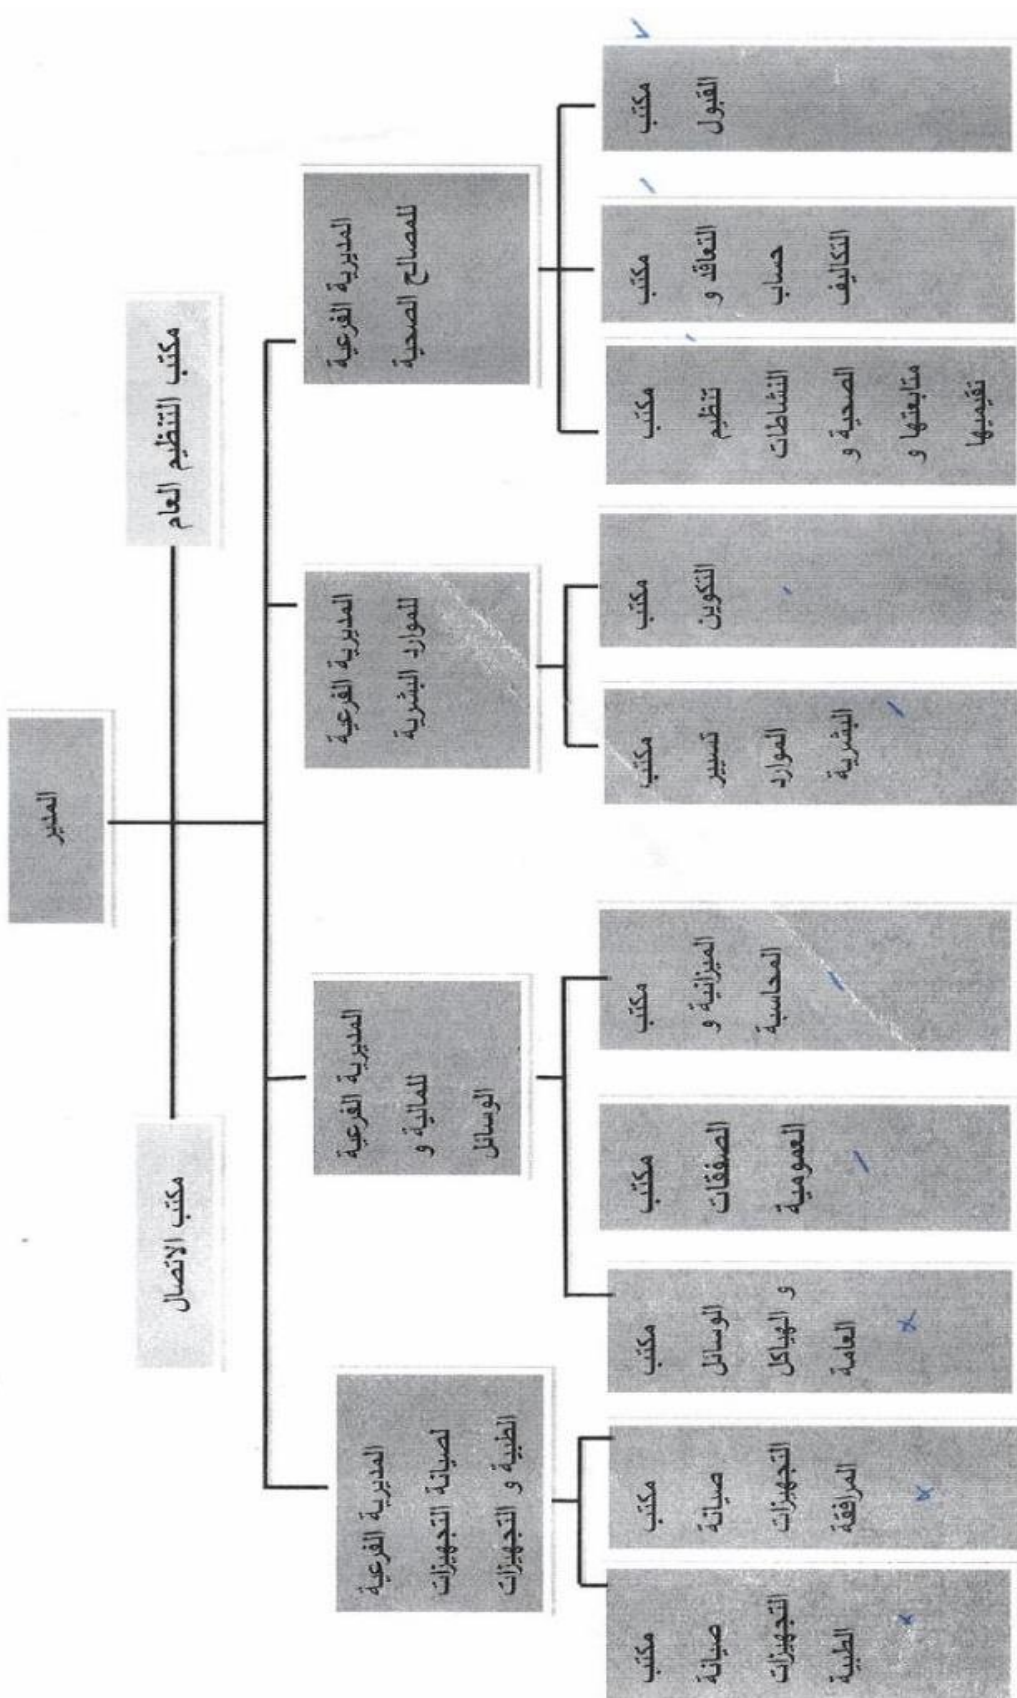 المدير
مكتب التنظيم العام
مكتب الاتصال
المديرية الفرعية
للمصالح الصحية
المديرية الفرعية
للموارد البشرية
المديرية الفرعية
للمالية و
الوسائل
المديرية الفرعية
لصيانة التجهيزات
الطبية و التجهيزات
مكتب
القبول
مكتب
التعاقد و
حساب
التكاليف
مكتب
تنظيم
النشاطات
الصحية و
متابعتها و
تقييمها
مكتب
التكوين
مكتب
تسيير
الموارد
البشرية
مكتب
الميزانية و
المحاسبة
مكتب
الصفقات
العمومية
مكتب
الوسائل
و الهياكل
العامة
مكتب
صيانة
التجهيزات
المرافقة
مكتب
صيانة
التجهيزات
الطبية